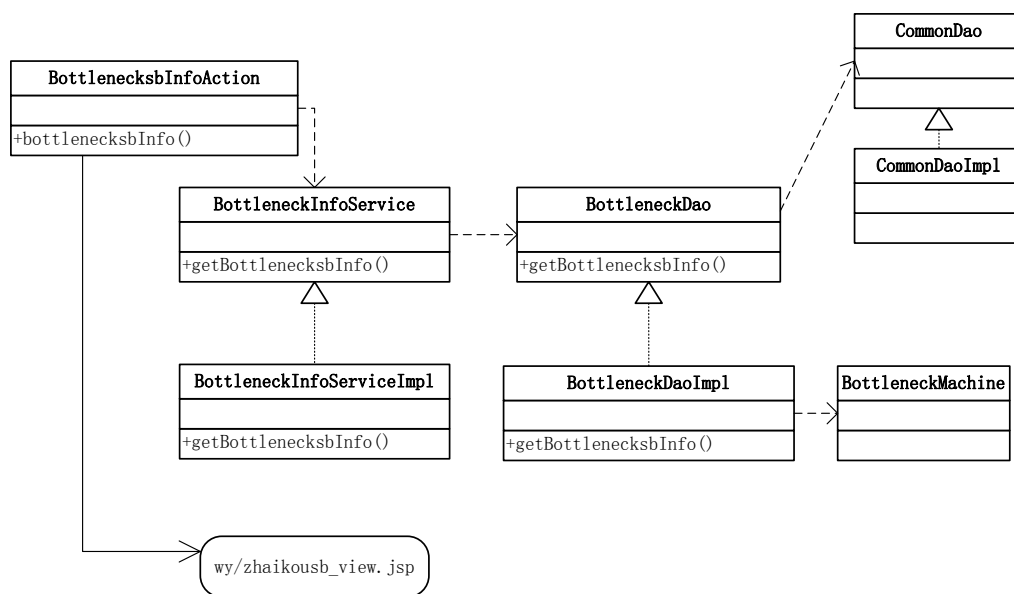 CommonDao
BottlenecksbInfoAction
+bottlenecksbInfo()
CommonDaoImpl
BottleneckInfoService
+getBottlenecksbInfo()
BottleneckDao
+getBottlenecksbInfo()
BottleneckInfoServiceImpl
+getBottlenecksbInfo()
BottleneckDaoImpl
+getBottlenecksbInfo()
BottleneckMachine
wy/zhaikousb_view.jsp